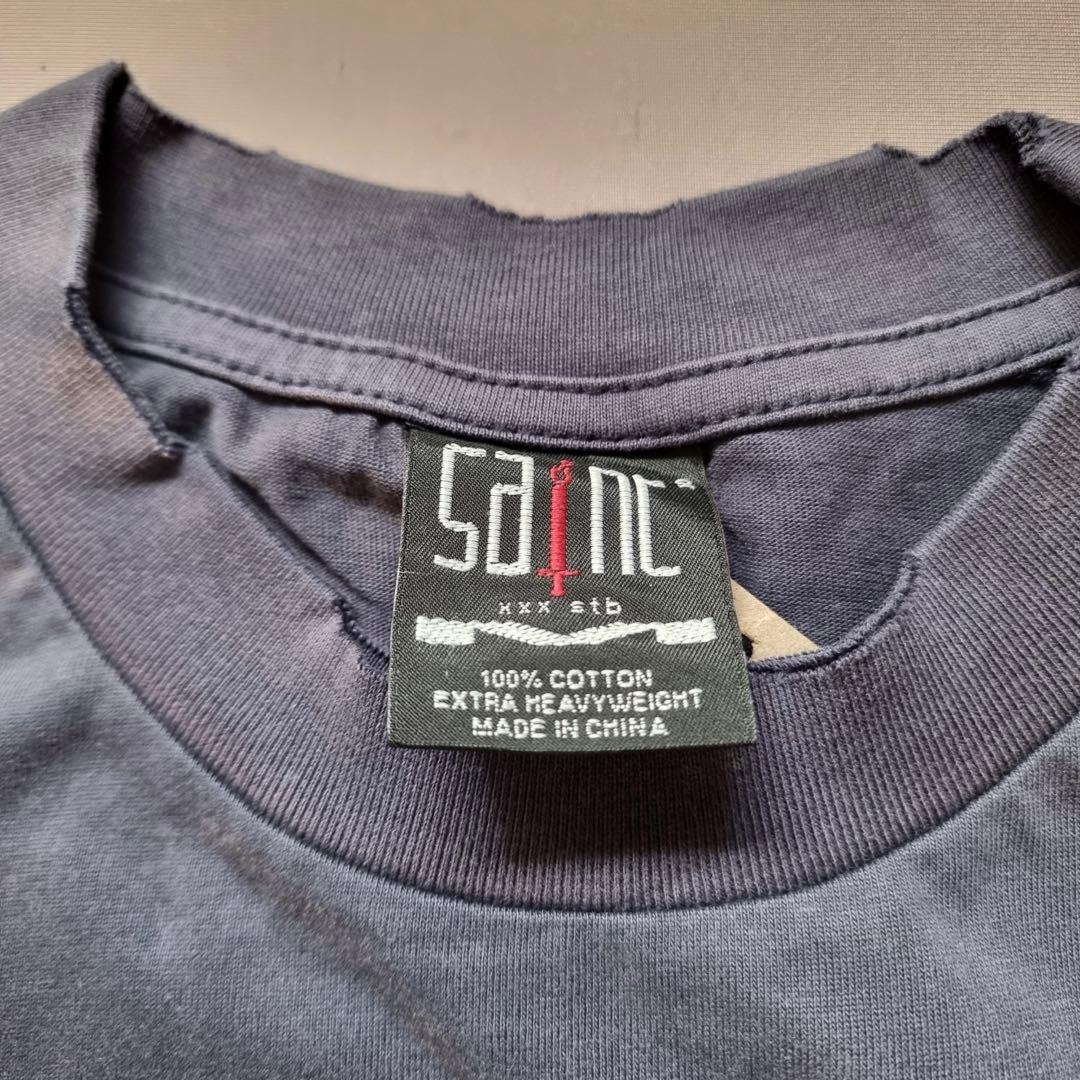 SaINt
xxx stb
M
100% COTTON
EXTRA HEAVYWEIGHT
MADE IN CHINA